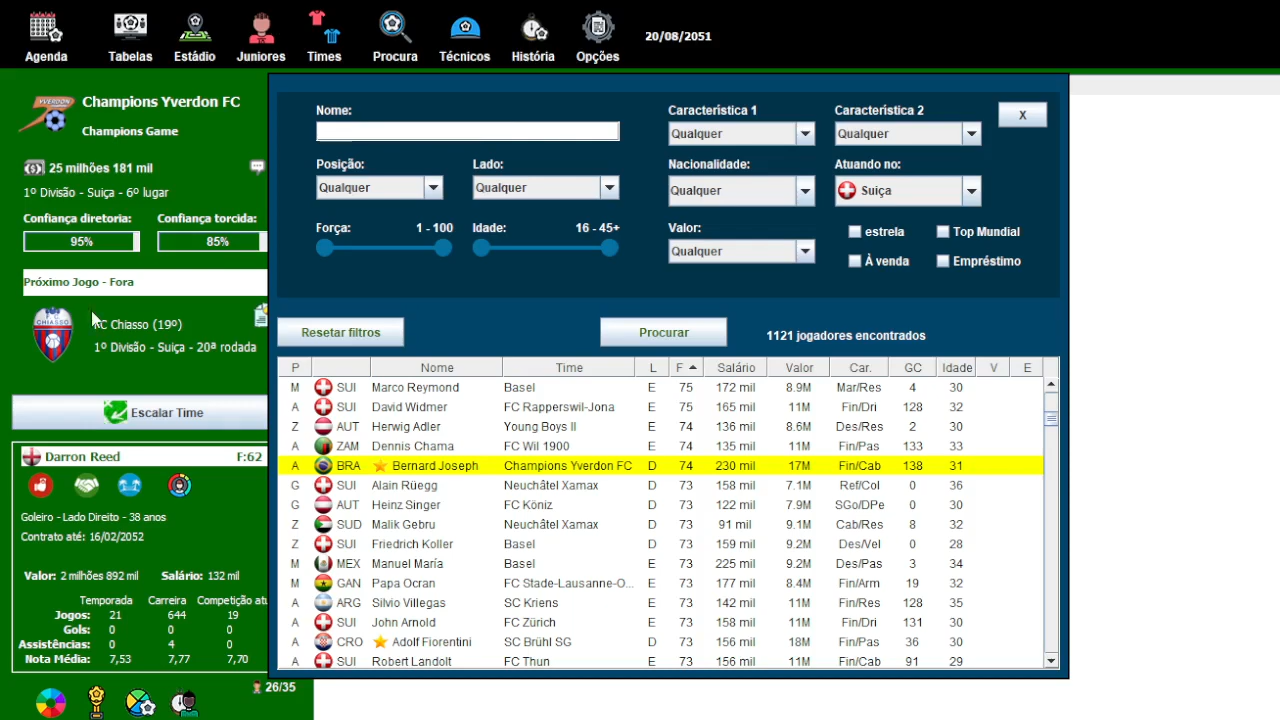 Agenda Tabelas Estádio Juniores Times Procura Técnicos História Opções 20/08/2051
YVERDON
Champions Yverdon FC
Champions Game
25 milhões 181 mil
1º Divisão - Suiça - 6º lugar
Confiança diretoria: Confiança torcida:
95% 85%
Próximo Jogo - Fora
F.C.
CHIASSO
FC Chiasso (19º)
1º Divisão - Suiça - 20ª rodada
Escalar Time
Darron Reed F:62
Goleiro - Lado Direito - 38 anos
Contrato até: 16/02/2052
Valor: 2 milhões 892 mil Salário: 132 mil
Temporada Carreira Competição atu
Jogos: 21 644 19
Gols: 0 0 0
Assistências: 0 4 0
Nota Média: 7,53 7,77 7,70
26/35
Nome: Característica 1 Característica 2 X
Qualquer Qualquer
Posição: Lado: Nacionalidade: Atuando no:
Qualquer Qualquer Qualquer Suiça
Força: 1 - 100 Idade: 16 - 45+ Valor: estrela Top Mundial
Qualquer À venda Empréstimo
Resetar filtros Procurar 1121 jogadores encontrados
P Nome Time L F Salário Valor Car. GC Idade V E
M SUI Marco Reymond Basel E 75 172 mil 8.9M Mar/Res 4 30
A SUI David Widmer FC Rapperswil-Jona E 75 165 mil 11M Fin/Dri 128 32
Z AUT Herwig Adler Young Boys II E 74 136 mil 8.6M Des/Res 2 30
A ZAM Dennis Chama FC Wil 1900 E 74 135 mil 11M Fin/Pas 133 33
A BRA Bernard Joseph Champions Yverdon FC D 74 230 mil 17M Fin/Cab 138 31
G SUI Alain Rüegg Neuchâtel Xamax D 73 158 mil 7.1M Ref/Col 0 36
G AUT Heinz Singer FC Köniz D 73 122 mil 7.9M SGo/DPe 0 30
Z SUD Malik Gebru Neuchâtel Xamax D 73 91 mil 9.1M Cab/Res 8 32
Z SUI Friedrich Koller Basel D 73 159 mil 9.2M Des/Vel 0 28
M MEX Manuel María Basel E 73 225 mil 9.2M Des/Pas 3 34
M GAN Papa Ocran FC Stade-Lausanne-O... E 73 177 mil 8.4M Fin/Arm 19 32
A ARG Silvio Villegas SC Kriens E 73 142 mil 11M Fin/Res 128 35
A SUI John Arnold FC Zürich E 73 158 mil 11M Fin/Dri 131 30
A CRO Adolf Fiorentini SC Brühl SG D 73 156 mil 18M Fin/Pas 36 30
A SUI Robert Landolt FC Thun E 73 156 mil 11M Fin/Cab 91 29